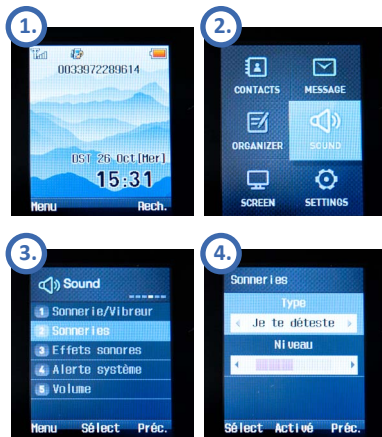 1.
0033972289614
DST 26 Oct[Mer]
15:31
Menu Rech.
2.
CONTACTS MESSAGE
ORGANIZER SOUND
SCREEN SETTINGS
3.
Sound
1 Sonnerie/Vibreur
2 Sonneries
3 Effets sonores
4 Alerte système
5 Volume
Menu Sélect Préc.
4.
Sonneries
Type
Je te déteste
Niveau
Sélect Activé Préc.